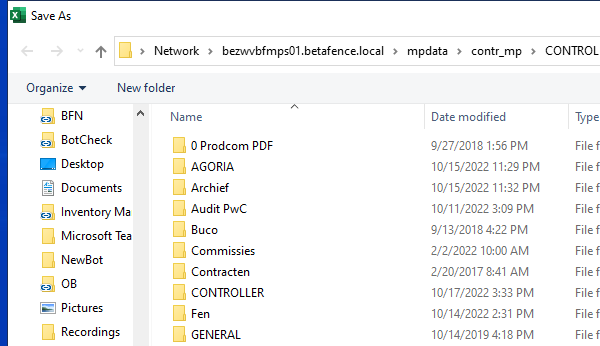 Save As
Network > bezwvbfmps01.betafence.local > mpdata > contr_mp > CONTROL
Organize New folder
BFN
BotCheck
Desktop
Documents
Inventory Ma
Microsoft Tea
NewBot
OB
Pictures
Recordings
Name Date modified Type
0 Prodcom PDF 9/27/2018 1:56 PM File f
AGORIA 10/15/2022 11:29 PM File f
Archief 10/15/2022 11:32 PM File f
Audit PwC 10/11/2022 3:09 PM File f
Buco 9/13/2018 4:22 PM File f
Commissies 2/2/2022 10:00 AM File f
Contracten 2/20/2017 8:41 AM File f
CONTROLLER 10/17/2022 3:33 PM File f
Fen 10/14/2022 2:31 PM File f
GENERAL 10/14/2019 4:18 PM File f